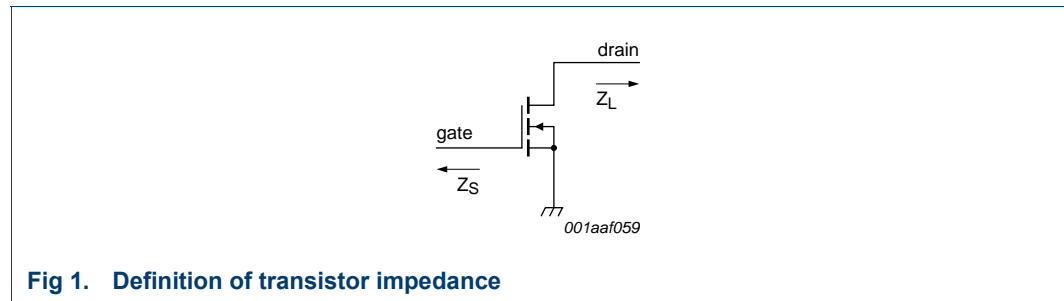 drain
Z_L
gate
Z_S
001aaf059
Fig 1. Definition of transistor impedance